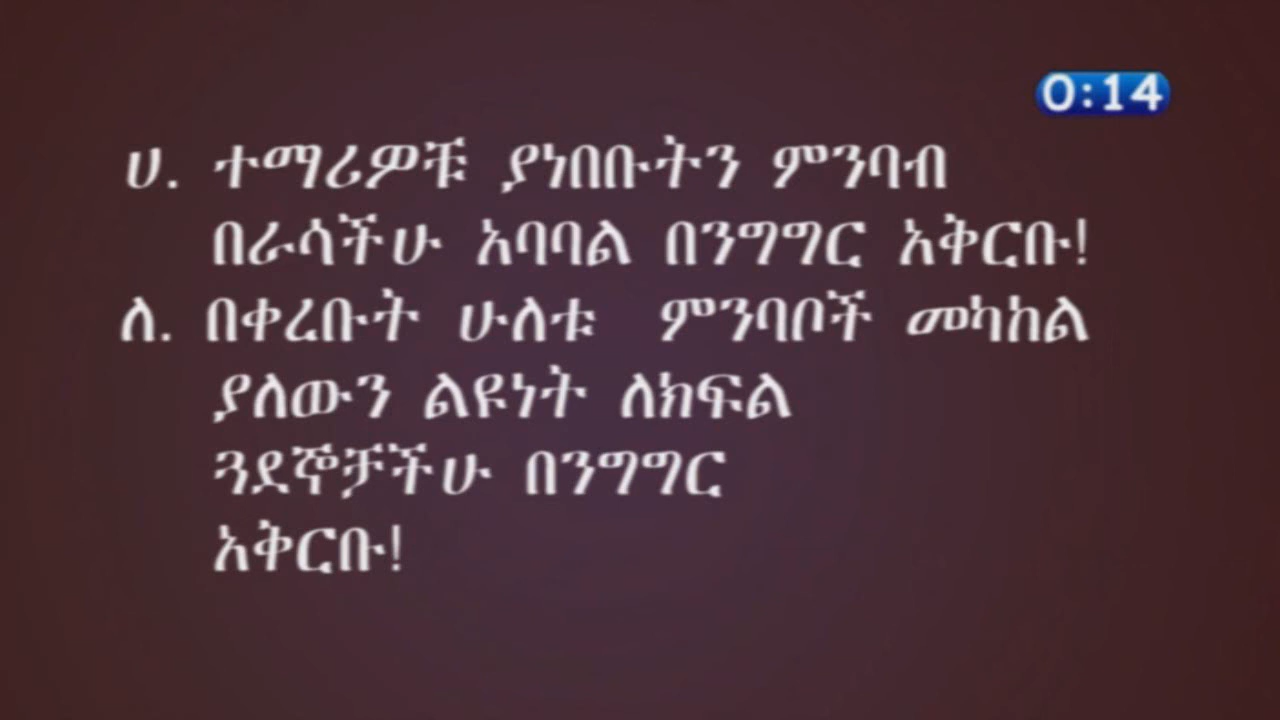 0:14
ሀ. ተማሪዎቹ ያነበቡትን ምንባብ
በራሳችሁ አባባል በንግግር አቅርቡ!
ለ. በቀረቡት ሁለቱ ምንባቦች መካከል
ያለውን ልዩነት ለክፍል
ጓደኞቻችሁ በንግግር
አቅርቡ!